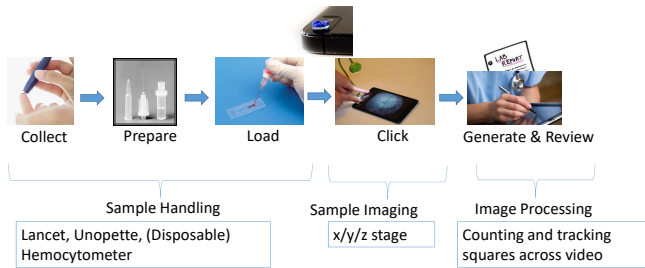 LAB
REPORT
Collect
Prepare
Load
Click
Generate & Review
Sample Handling
Sample Imaging
Image Processing
Lancet, Unopette, (Disposable)
Hemocytometer
x/y/z stage
Counting and tracking
squares across video